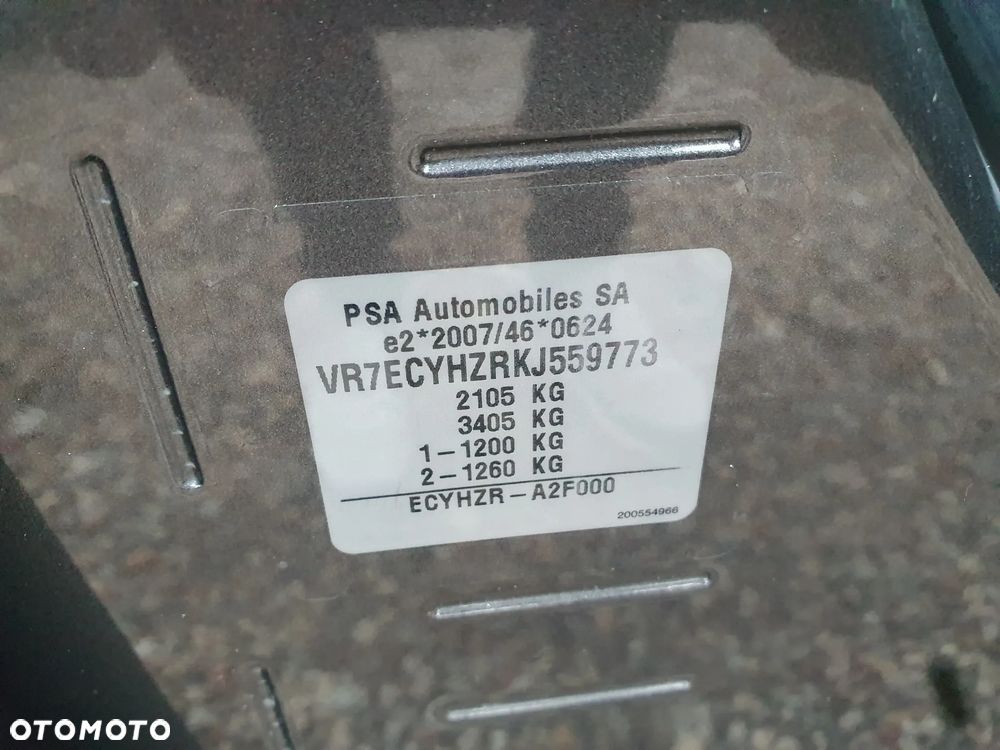 PSA Automobiles SA
e2*2007/46*0624
VR7ECYHZRKJ559773
2105 KG
3405 KG
1-1200 KG
2-1260 KG
ECYHZR-A2F000
200554966
OTOMOTO